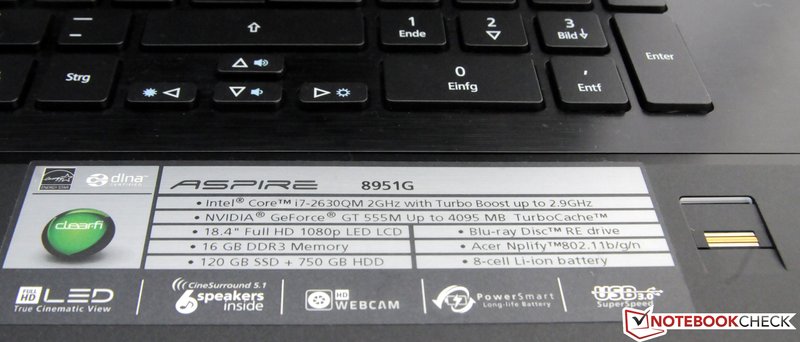 1
Ende
2
3
Bild
Enter
Strg
0
Einfg
,
Entf
ENERGY STAR
dlna
CERTIFIED
clear.fi
ASPIRE 8951G
• Intel® Core™ i7-2630QM 2GHz with Turbo Boost up to 2.9GHz
• NVIDIA® GeForce® GT 555M Up to 4095 MB TurboCache™
• 18.4" Full HD 1080p LED LCD • Blu-ray Disc™ RE drive
• 16 GB DDR3 Memory • Acer Nplify™802.11b/g/n
• 120 GB SSD + 750 GB HDD • 8-cell Li-ion battery
FULL HD LED
True Cinematic View
CineSurround 5.1
6 speakers
inside
HD
WEBCAM
PowerSmart
Long-life Battery
USB 3.0
SuperSpeed
NOTEBOOKCHECK